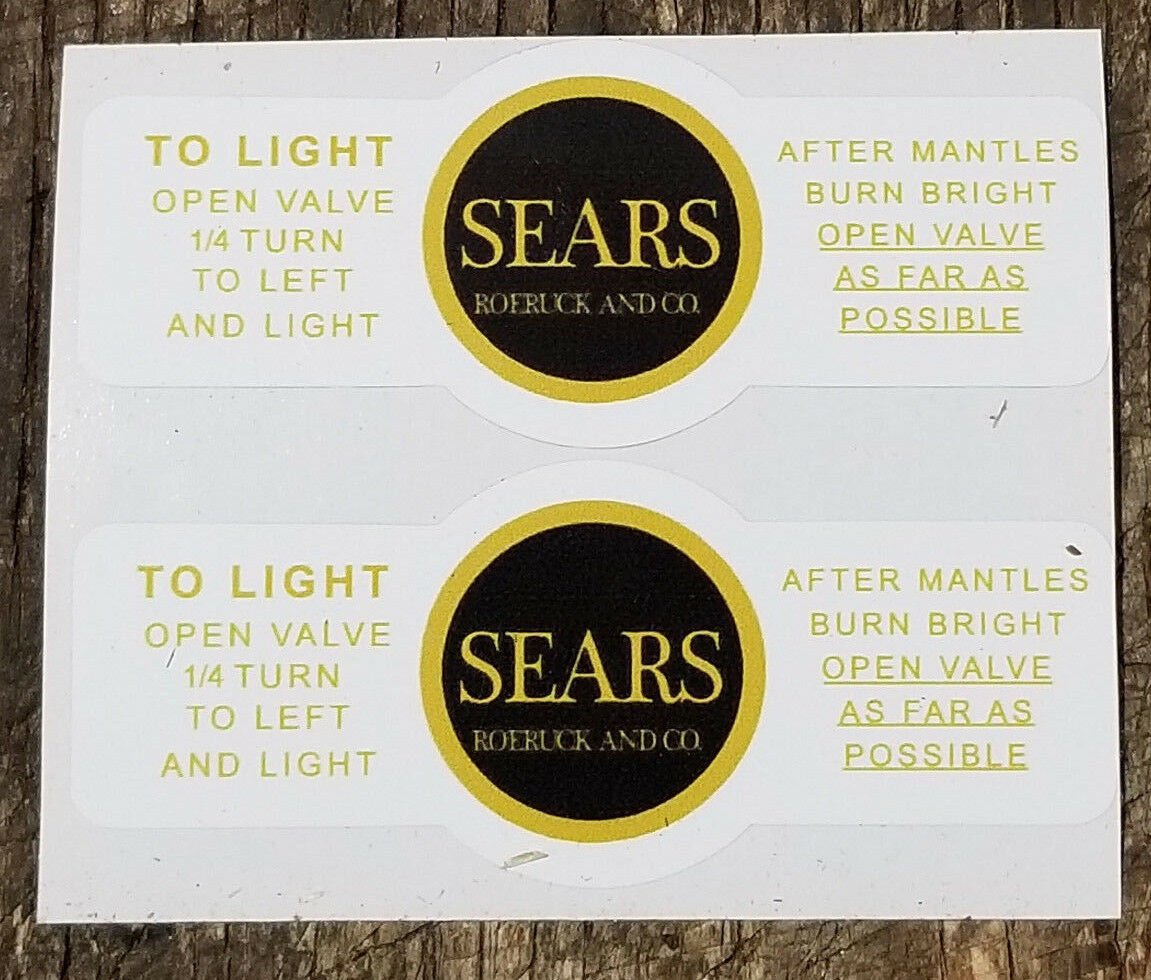 TO LIGHT
OPEN VALVE
1/4 TURN
TO LEFT
AND LIGHT
SEARS
ROERUCK AND CO.
AFTER MANTLES
BURN BRIGHT
OPEN VALVE
AS FAR AS
POSSIBLE
TO LIGHT
OPEN VALVE
1/4 TURN
TO LEFT
AND LIGHT
SEARS
ROERUCK AND CO.
AFTER MANTLES
BURN BRIGHT
OPEN VALVE
AS FAR AS
POSSIBLE